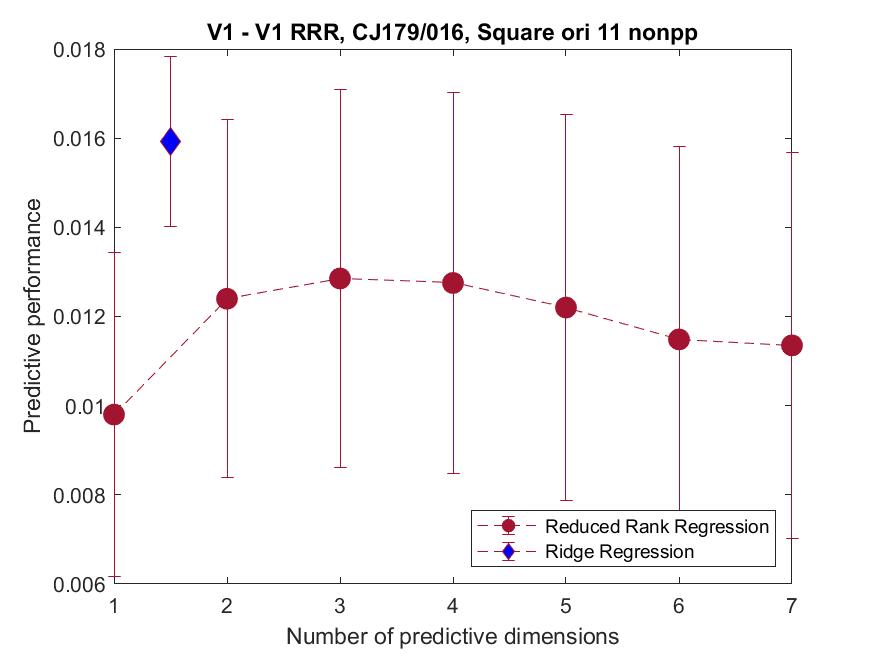 V1 - V1 RRR, CJ179/016, Square ori 11 nonpp
0.018
0.016
0.014
0.012
0.01
0.008
0.006
Predictive performance
Reduced Rank Regression
Ridge Regression
1 2 3 4 5 6 7
Number of predictive dimensions